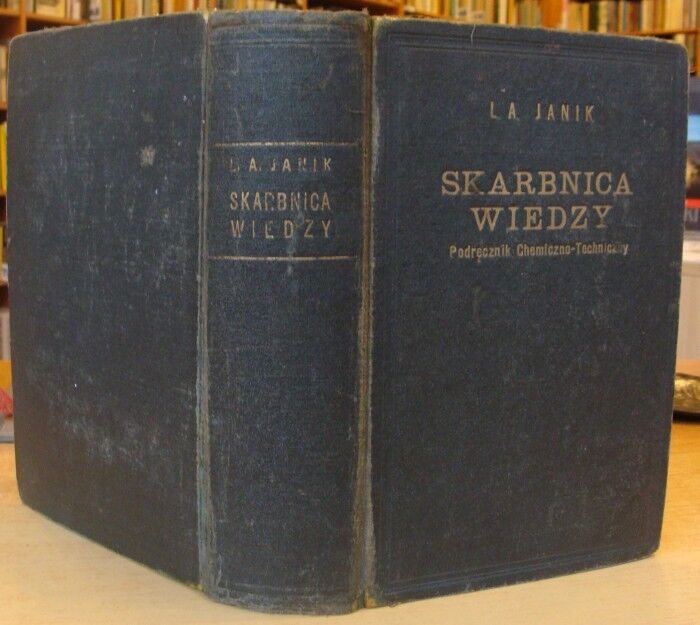 L. A. JANIK
SKARBNICA
WIEDZY
L A JANIK
SKARBNICA
WIEDZY
Podręcznik Chemiczno-Techniczny